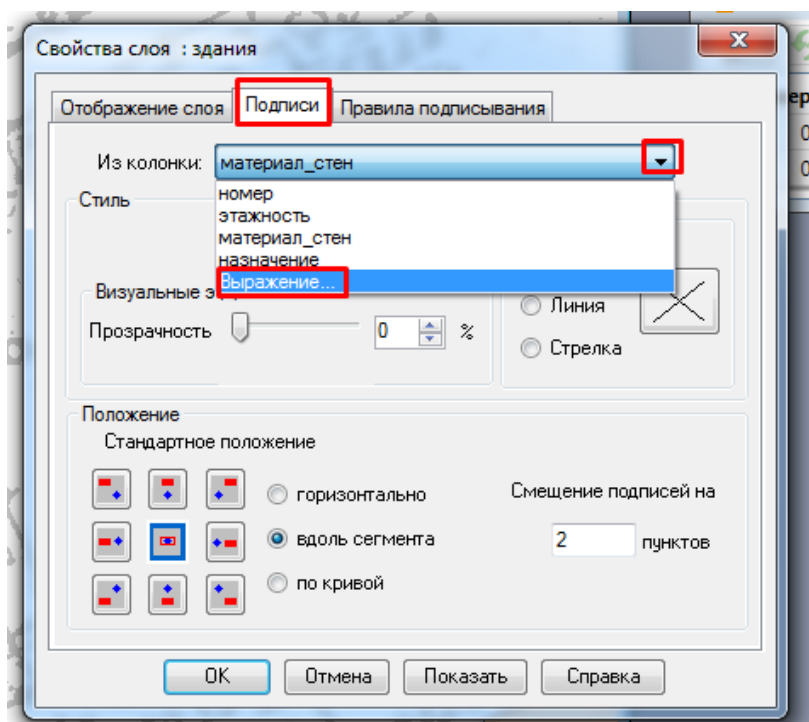 Свойства слоя : здания
Отображение слоя Подписи Правила подписывания
Из колонки: материал_стен
Стиль
номер
этажность
материал_стен
назначение
Выражение...
Визуальные
Прозрачность 0 %
Линия
Стрелка
Положение
Стандартное положение
горизонтально
вдоль сегмента
по кривой
Смещение подписей на
2 пунктов
ОК Отмена Показать Справка